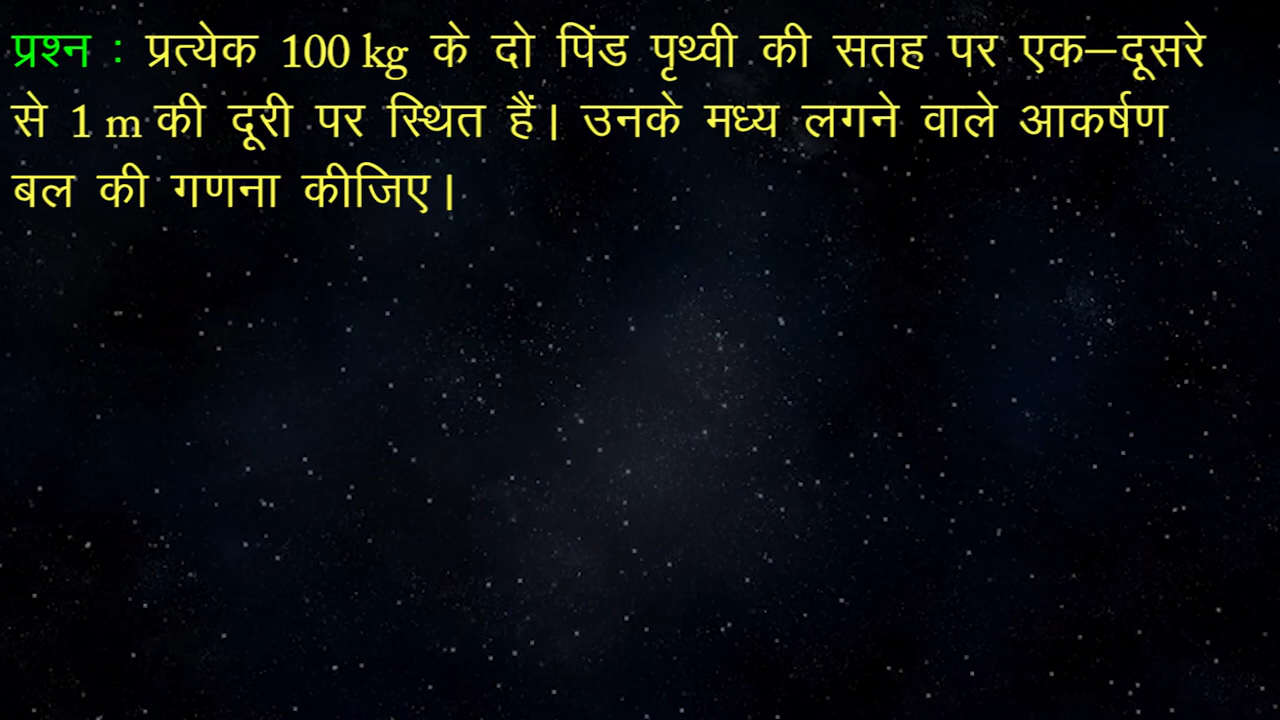 प्रश्न : प्रत्येक 100 kg के दो पिंड पृथ्वी की सतह पर एक–दूसरे
से 1 m की दूरी पर स्थित हैं। उनके मध्य लगने वाले आकर्षण
बल की गणना कीजिए।